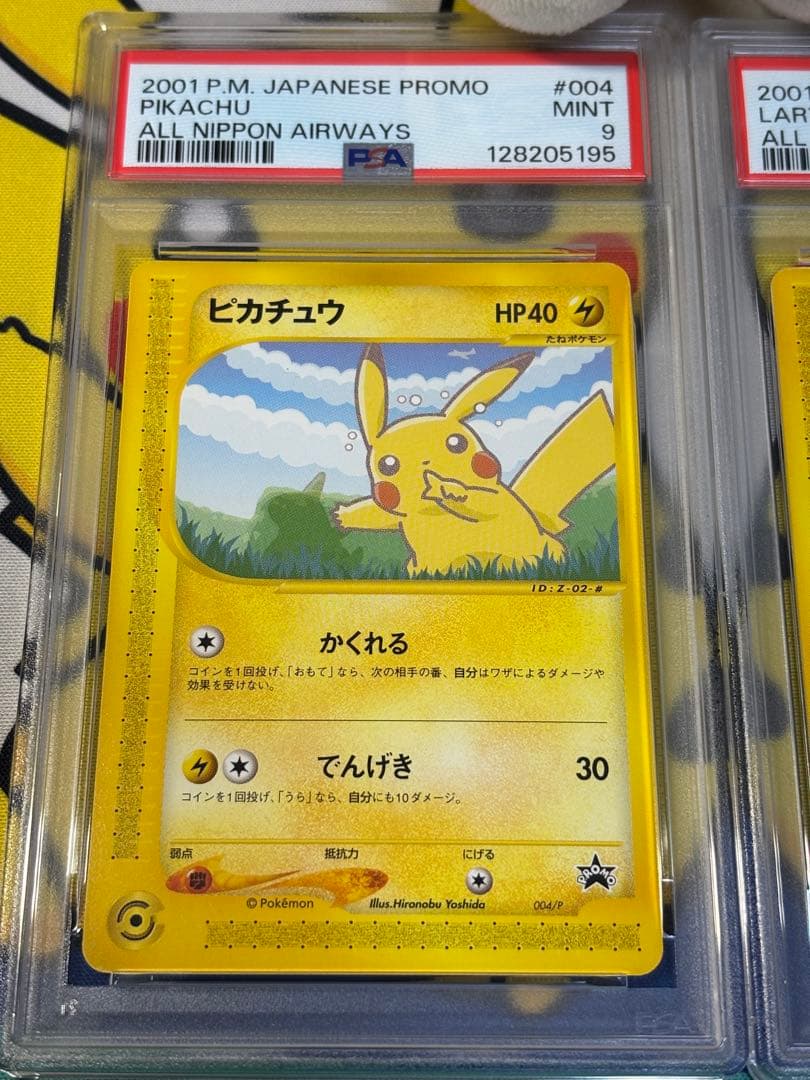 2001 P.M. JAPANESE PROMO #004
PIKACHU MINT
ALL NIPPON AIRWAYS 9
PSA 128205195
2001
LAR
ALL
ピカチュウ HP40
たねポケモン
ID:Z-02-#
かくれる
コインを1回投げ、「おもて」なら、次の相手の番、自分はワザによるダメージや
効果を受けない。
でんげき 30
コインを1回投げ、「うら」なら、自分にも10ダメージ。
弱点 抵抗力 にげる
PROMO
© Pokémon Illus.Hironobu Yoshida 004/P